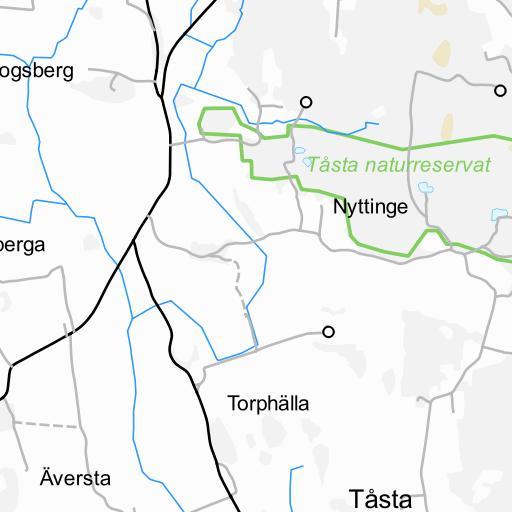 ogsberg
Tåsta naturreservat
Nyttinge
berga
Torphälla
Äversta
Tåsta